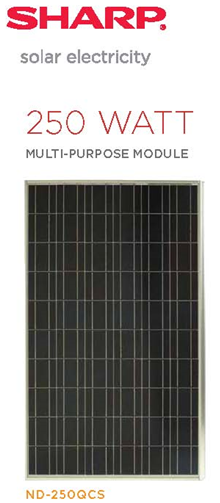 SHARP.
solar electricity
250 WATT
MULTI-PURPOSE MODULE
ND-250QCS